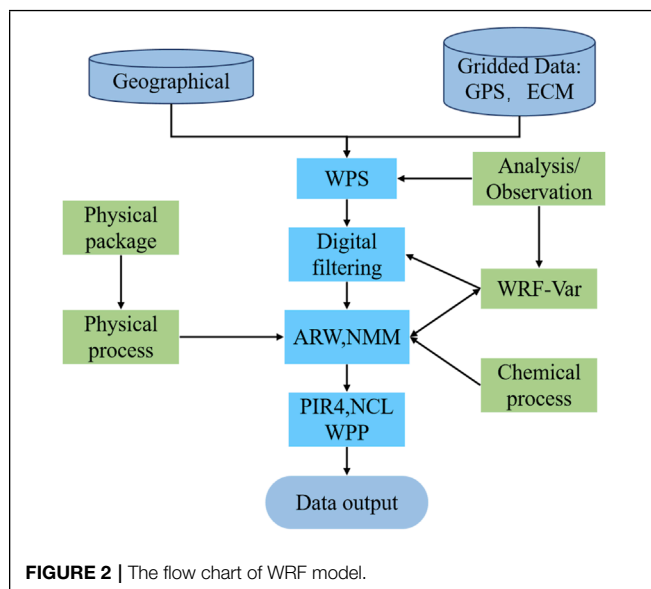 Geographical
Gridded Data:
GPS, ECM
WPS
Analysis/
Observation
Physical
package
Digital
filtering
WRF-Var
Physical
process
ARW,NMM
Chemical
process
PIR4,NCL
WPP
Data output
FIGURE 2 | The flow chart of WRF model.